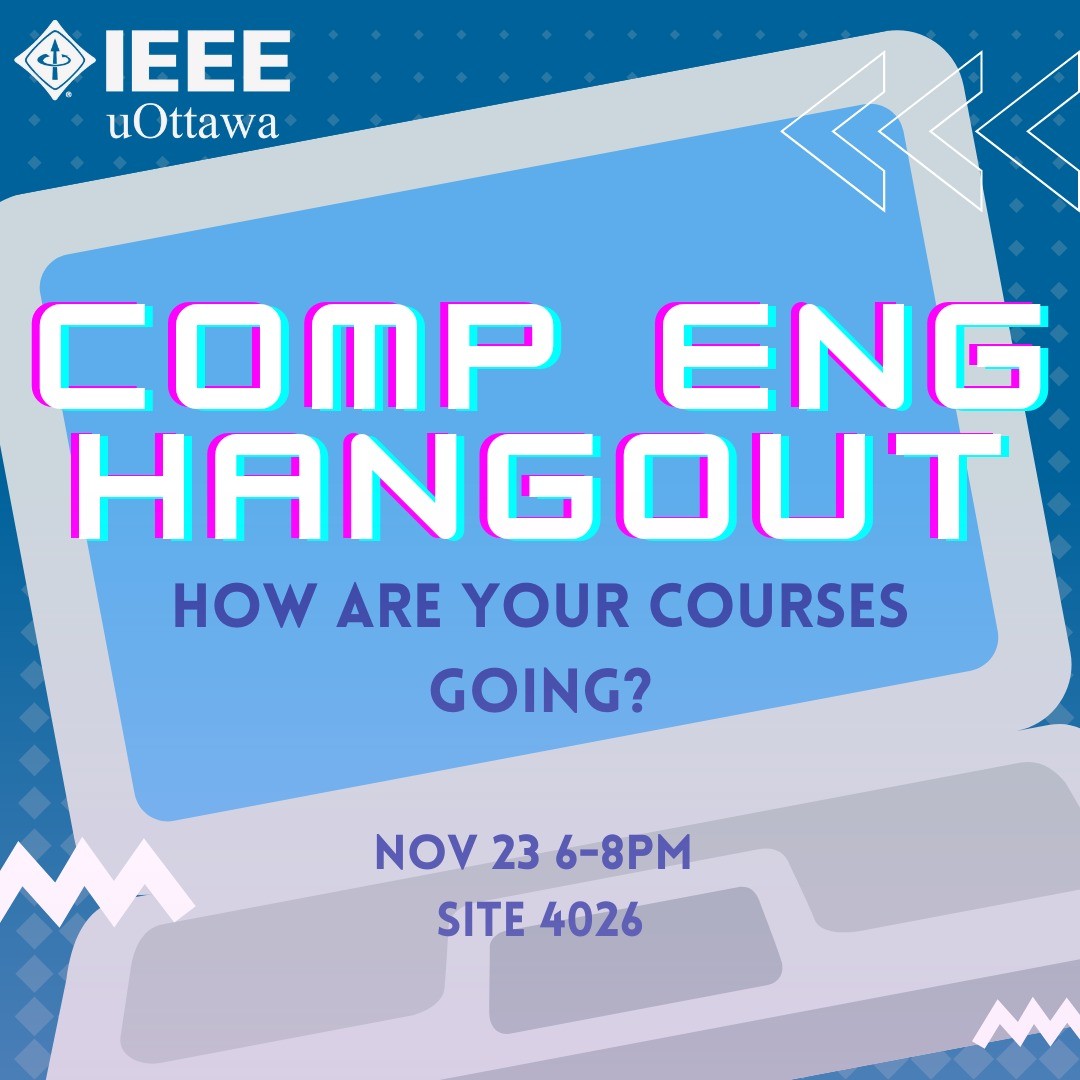 IEEE
uOttawa
COMP ENG
HANGOUT
HOW ARE YOUR COURSES
GOING?
NOV 23 6-8PM
SITE 4026